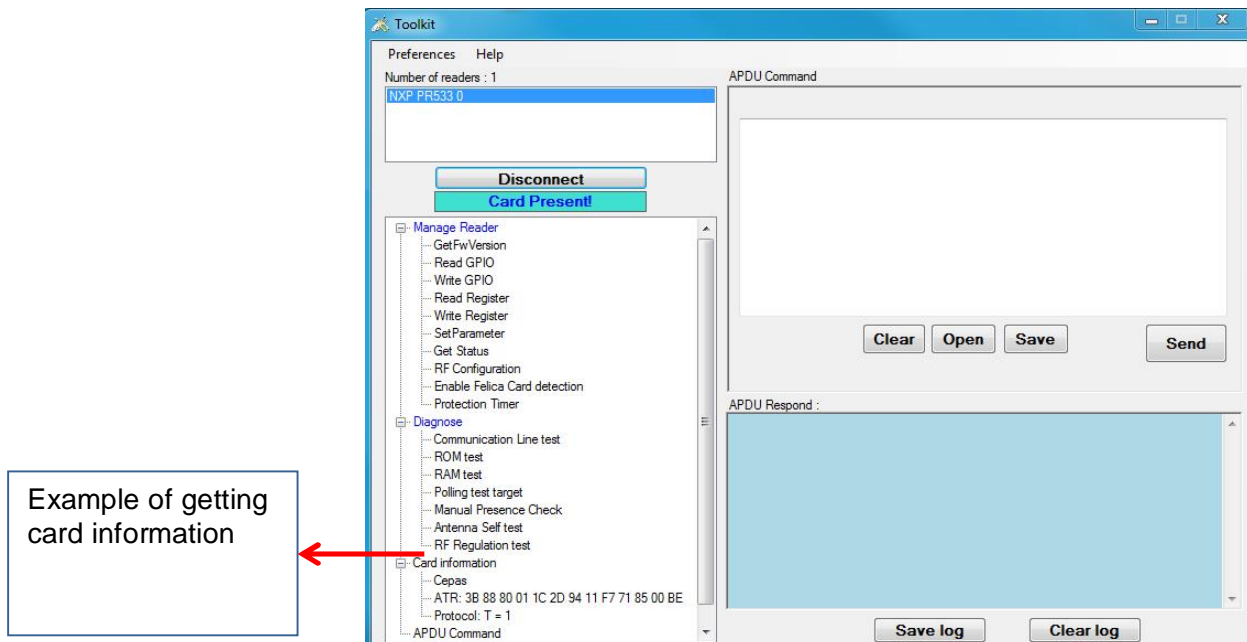 Toolkit
Preferences Help
Number of readers : 1
NXP PR533 0
Disconnect
Card Present!
Manage Reader
GetFwVersion
Read GPIO
Write GPIO
Read Register
Write Register
SetParameter
Get Status
RF Configuration
Enable Felica Card detection
Protection Timer
Diagnose
Communication Line test
ROM test
RAM test
Polling test target
Manual Presence Check
Antenna Self test
RF Regulation test
Card information
Cepas
ATR: 3B 88 80 01 1C 2D 94 11 F7 71 85 00 BE
Protocol: T = 1
APDU Command
APDU Command
Clear Open Save Send
APDU Respond :
Save log Clear log
Example of getting
card information